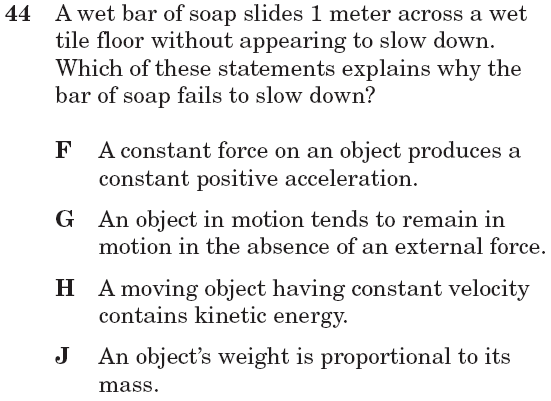 44 A wet bar of soap slides 1 meter across a wet
tile floor without appearing to slow down.
Which of these statements explains why the
bar of soap fails to slow down?
F A constant force on an object produces a
constant positive acceleration.
G An object in motion tends to remain in
motion in the absence of an external force.
H A moving object having constant velocity
contains kinetic energy.
J An object’s weight is proportional to its
mass.